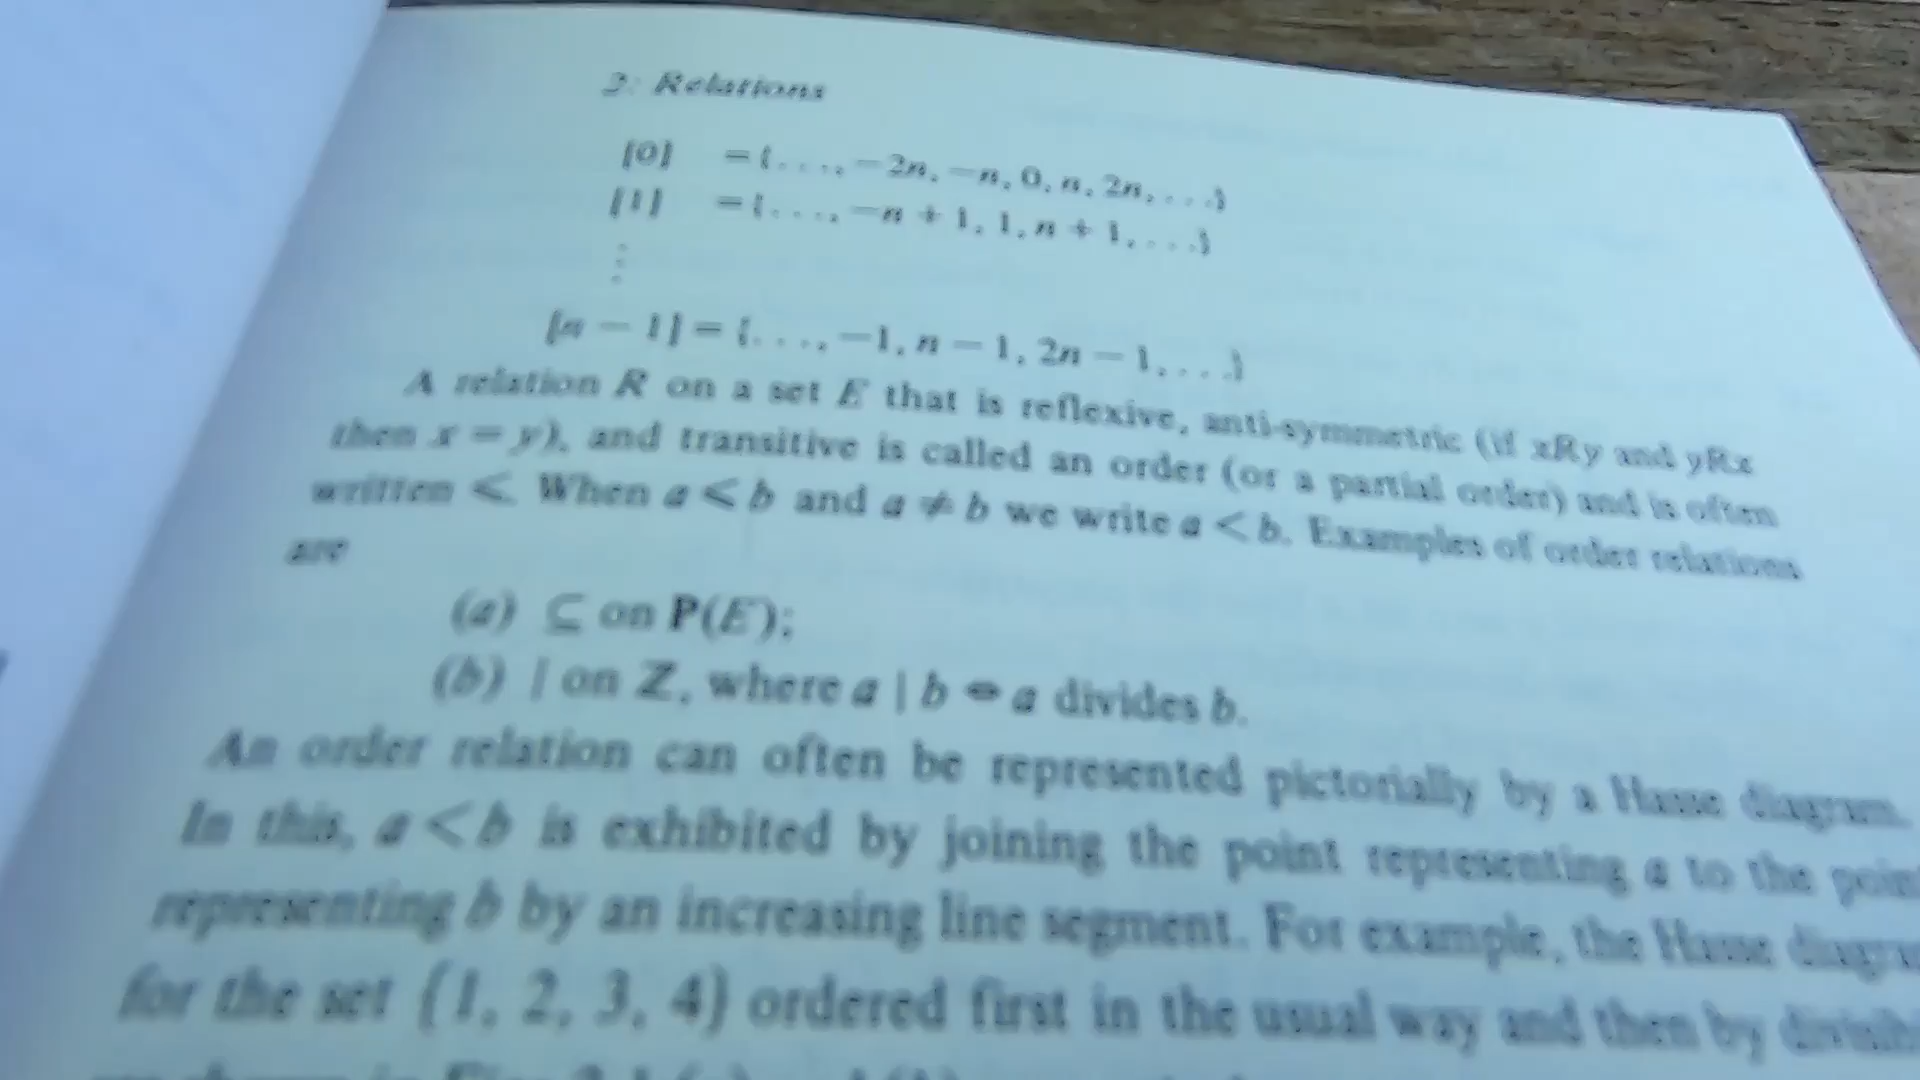 2: Relations
[0] = {. . ., −2n, −n, 0, n, 2n, . . .}
[1] = {. . ., −n + 1, 1, n + 1, . . .}
⋮
[n − 1] = {. . ., −1, n − 1, 2n − 1, . . .}
A relation R on a set E that is reflexive, anti-symmetric (if xRy and yRx
then x = y), and transitive is called an order (or a partial order) and is often
written ⩽. When a ⩽ b and a ≠ b we write a < b. Examples of order relations
are
(a) ⊆ on P(E);
(b) | on Z, where a | b ⇔ a divides b.
An order relation can often be represented pictorially by a Hasse diagram.
In this, a < b is exhibited by joining the point representing a to the point
representing b by an increasing line segment. For example, the Hasse
for the set {1, 2, 3, 4} ordered first in the usual way and then by